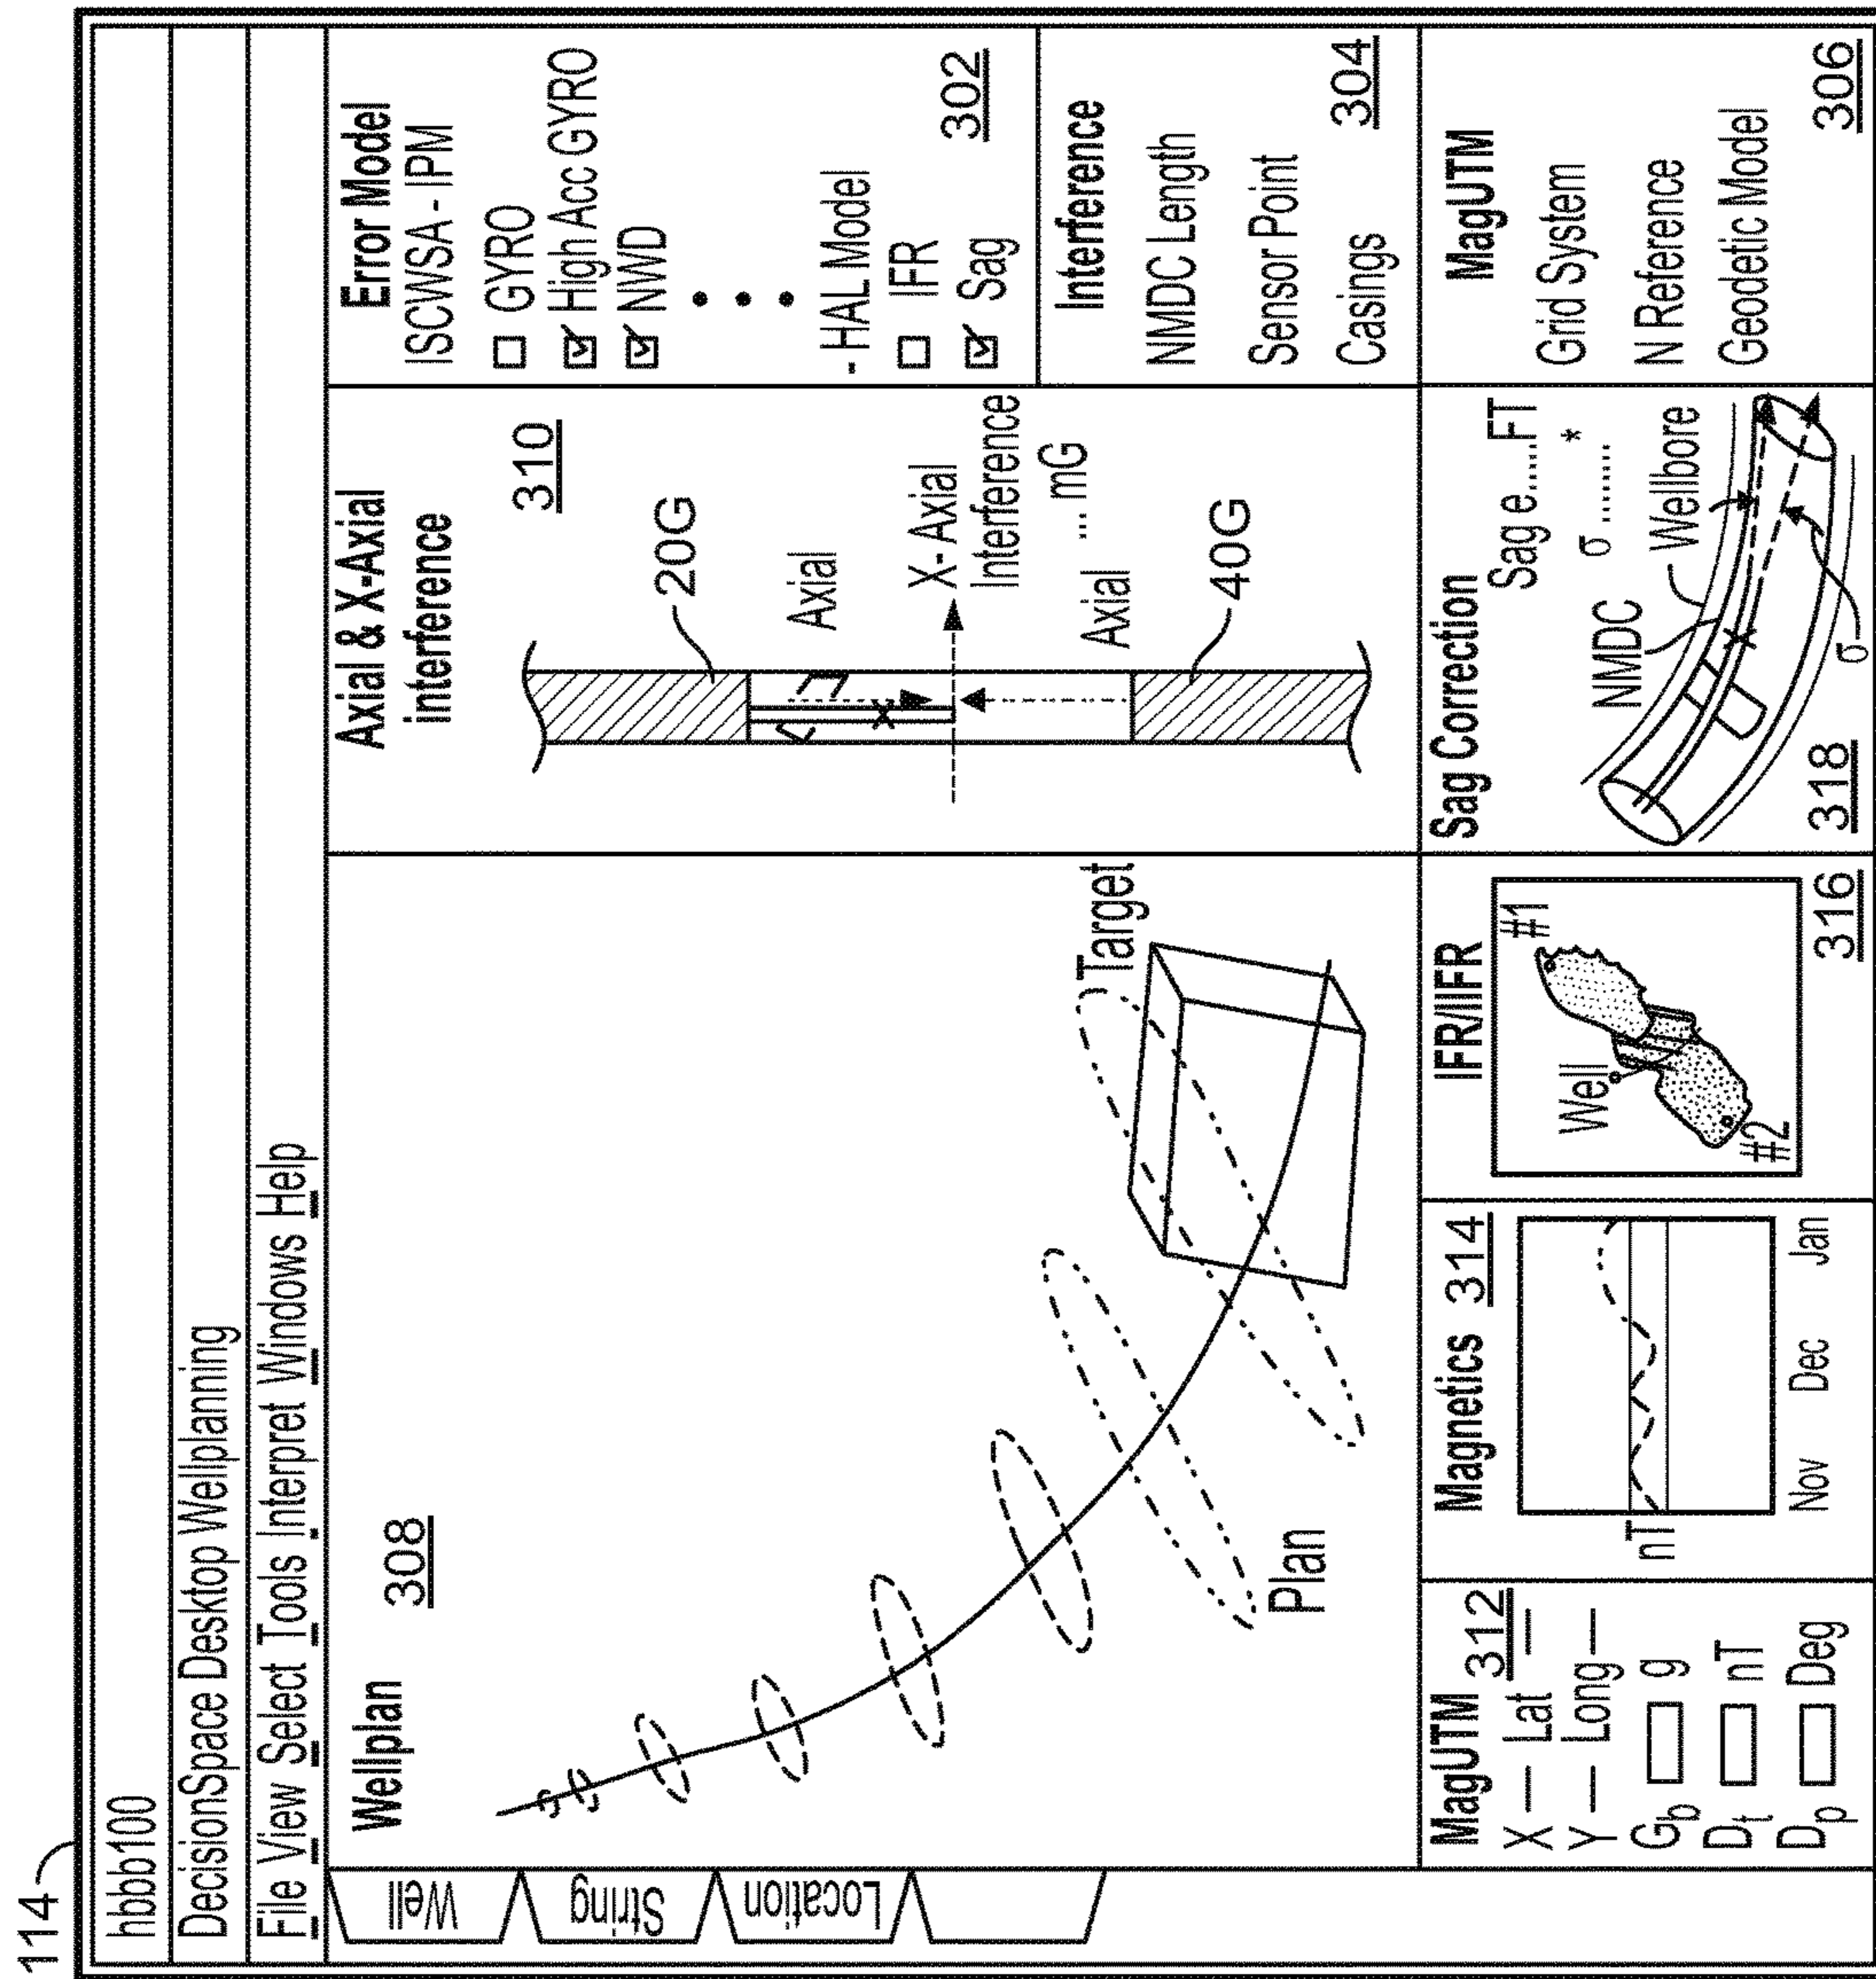 114
hbbb100
DecisionSpace Desktop Wellplanning
File View Select Tools Interpret Windows Help
Well
String
Location
Wellplan
308
Plan
Target
Axial & X-Axial
interference
310
20G
Axial
X- Axial
Interference
... mG
Axial
40G
Error Model
ISCWSA - IPM
GYRO
High Acc GYRO
NWD
- HAL Model
IFR
Sag
302
Interference
NMDC Length
Sensor Point
Casings
304
MagUTM 312
X — Lat —
Y — Long —
Gb g
Dt nT
Dp Deg
Magnetics 314
nT
Nov Dec Jan
IFR/IIFR
#1
Well
#2
316
Sag Correction
Sag e.....FT
σ ....... *
NMDC
Wellbore
σ
318
MagUTM
Grid System
N Reference
Geodetic Model
306